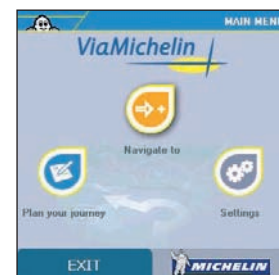 MAIN MENU
ViaMichelin
Navigate to
Plan your journey
Settings
EXIT
MICHELIN